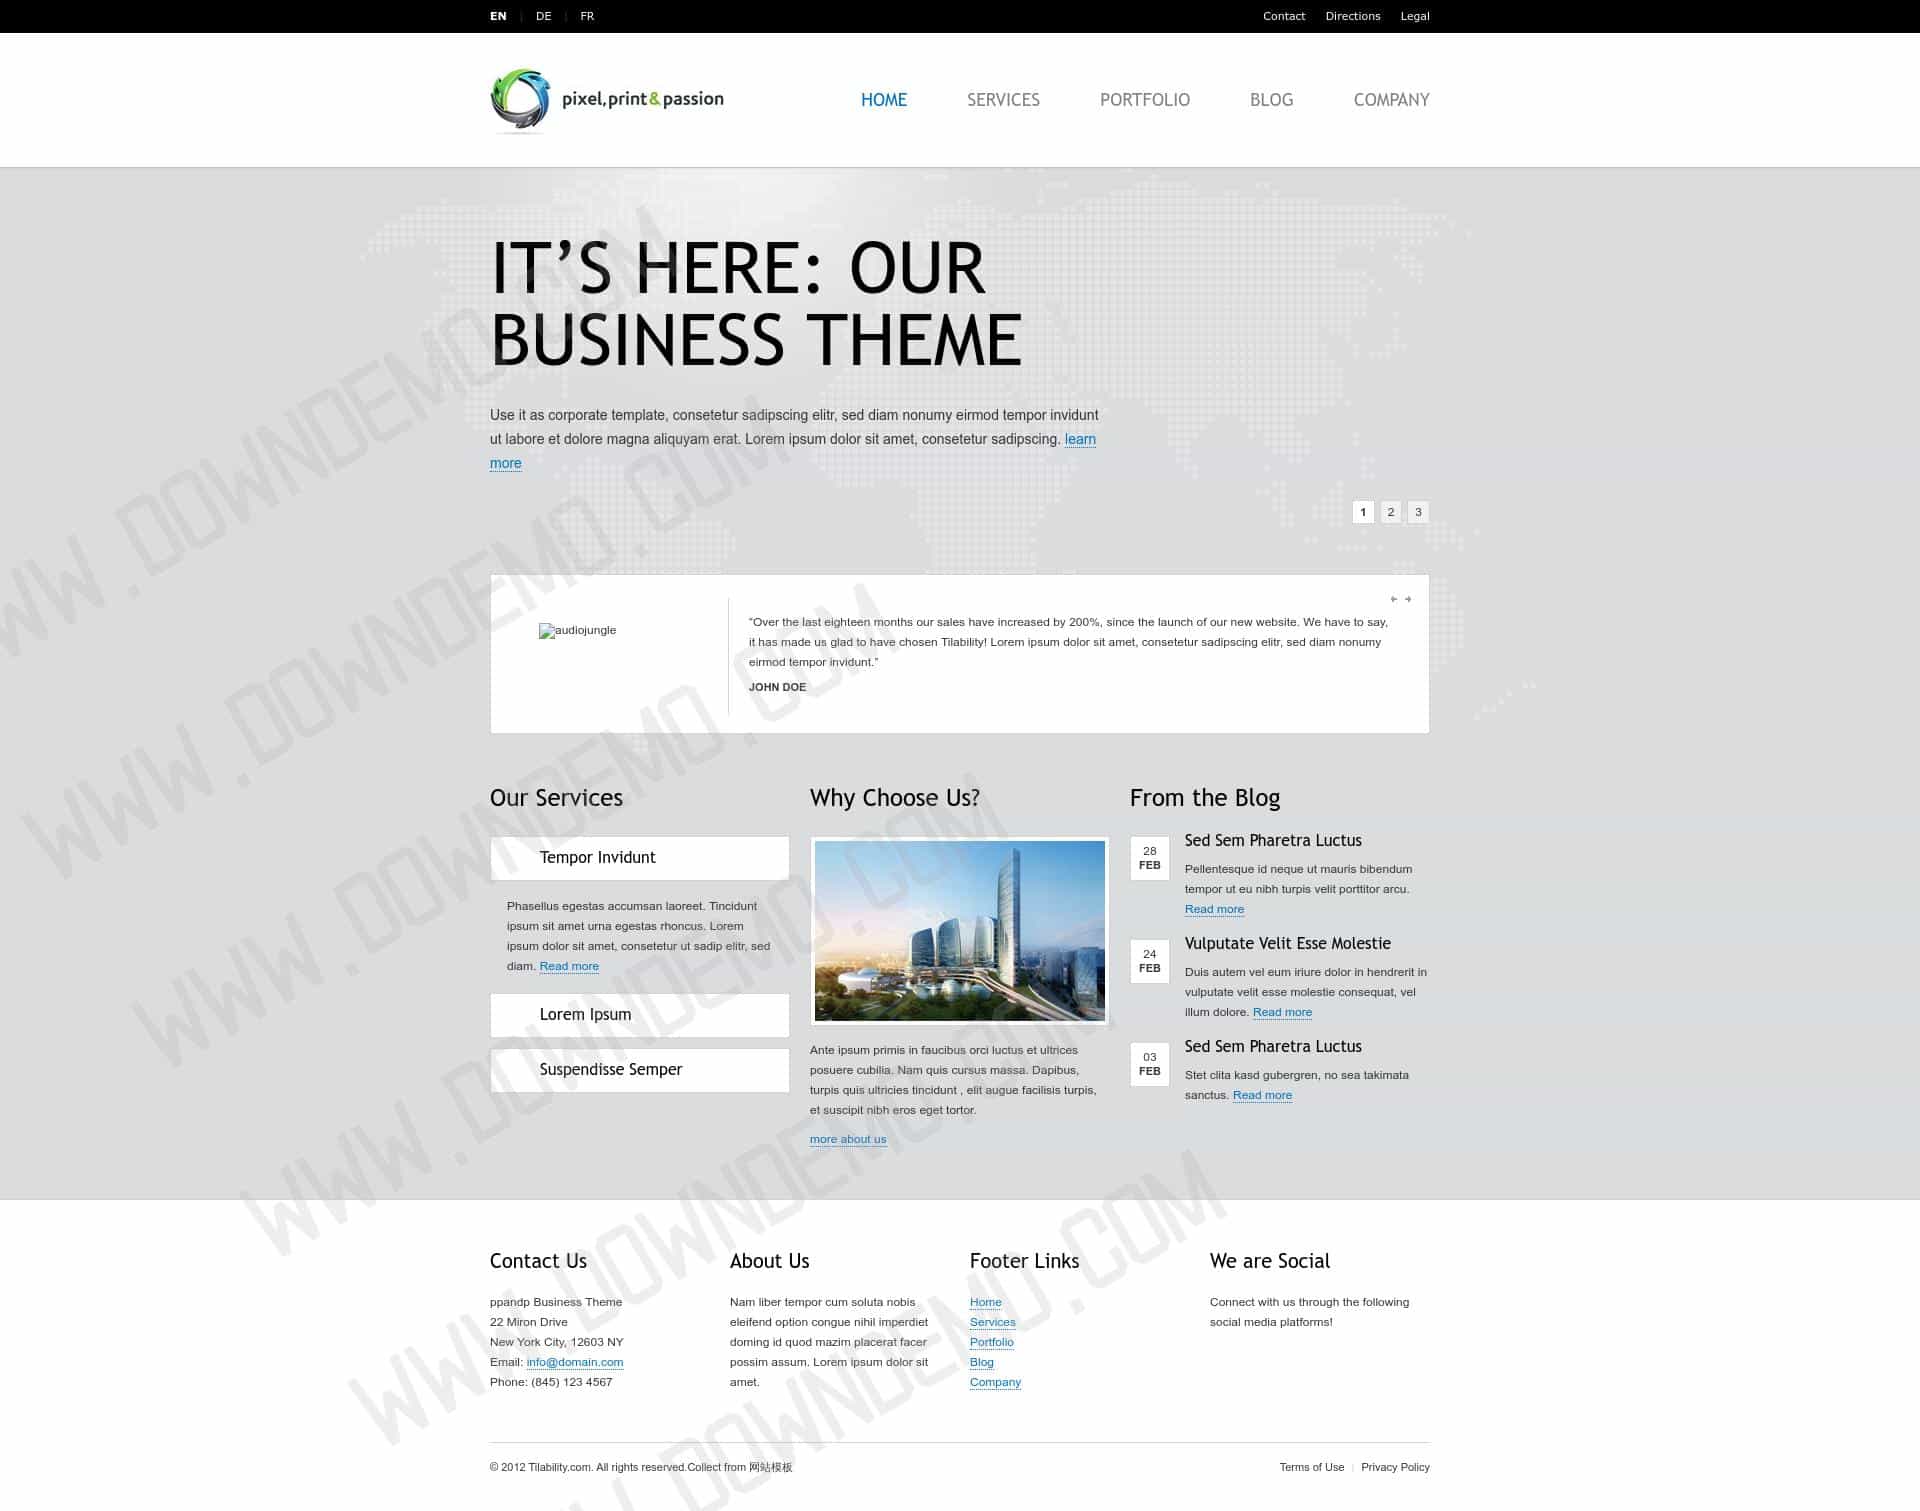 EN | DE | FR
Contact Directions Legal
pixel,print&passion
HOME SERVICES PORTFOLIO BLOG COMPANY
IT’S HERE: OUR
BUSINESS THEME
Use it as corporate template, consetetur sadipscing elitr, sed diam nonumy eirmod tempor invidunt
ut labore et dolore magna aliquyam erat. Lorem ipsum dolor sit amet, consetetur sadipscing. learn
more
1 2 3
audiojungle
"Over the last eighteen months our sales have increased by 200%, since the launch of our new website. We have to say,
it has made us glad to have chosen Tilability! Lorem ipsum dolor sit amet, consetetur sadipscing elitr, sed diam nonumy
eirmod tempor invidunt."
JOHN DOE
Our Services
Tempor Invidunt
Phasellus egestas accumsan laoreet. Tincidunt
ipsum sit amet urna egestas rhoncus. Lorem
ipsum dolor sit amet, consetetur ut sadip elitr, sed
diam. Read more
Lorem Ipsum
Suspendisse Semper
Why Choose Us?
Ante ipsum primis in faucibus orci luctus et ultrices
posuere cubilia. Nam quis cursus massa. Dapibus,
turpis quis ultricies tincidunt , elit augue facilisis turpis,
et suscipit nibh eros eget tortor.
more about us
From the Blog
28
FEB
Sed Sem Pharetra Luctus
Pellentesque id neque ut mauris bibendum
tempor ut eu nibh turpis velit porttitor arcu.
Read more
24
FEB
Vulputate Velit Esse Molestie
Duis autem vel eum iriure dolor in hendrerit in
vulputate velit esse molestie consequat, vel
illum dolore. Read more
03
FEB
Sed Sem Pharetra Luctus
Stet clita kasd gubergren, no sea takimata
sanctus. Read more
Contact Us
ppandp Business Theme
22 Miron Drive
New York City, 12603 NY
Email: info@domain.com
Phone: (845) 123 4567
About Us
Nam liber tempor cum soluta nobis
eleifend option congue nihil imperdiet
doming id quod mazim placerat facer
possim assum. Lorem ipsum dolor sit
amet.
Footer Links
Home
Services
Portfolio
Blog
Company
We are Social
Connect with us through the following
social media platforms!
© 2012 Tilability.com. All rights reserved.Collect from 网站模板
Terms of Use | Privacy Policy
WWW.DOWNDEMO.COM
WWW.DOWNDEMO.COM
WWW.DOWNDEMO.COM
WWW.DOWNDEMO.COM
WWW.DOWNDEMO.COM
WWW.DOWNDEMO.COM